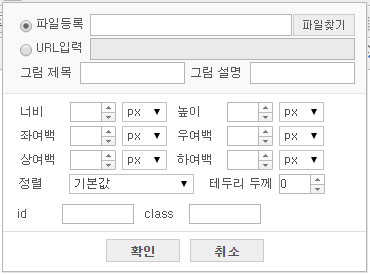 파일등록 파일찾기
URL입력
그림 제목 그림 설명
너비 px 높이 px
좌여백 px 우여백 px
상여백 px 하여백 px
정렬 기본값 테두리 두께 0
id class
확인 취소